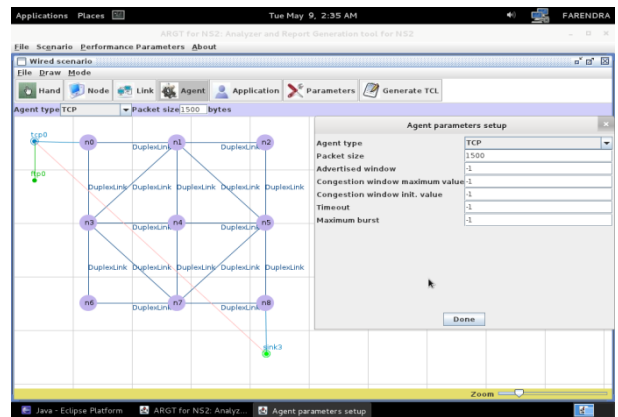 Applications Places Tue May 9, 2:35 AM FARENDRA
ARGT for NS2: Analyzer and Report Generation tool for NS2
File Scenario Performance Parameters About
Wired scenario
File Draw Mode
Hand Node Link Agent Application Parameters Generate TCL
Agent type TCP Packet size 1500 bytes
Agent parameters setup
Agent type TCP
Packet size 1500
Advertised window -1
Congestion window maximum value -1
Congestion window init. value -1
Timeout -1
Maximum burst -1
Done
tcp0 n0 DuplexLink n1 DuplexLink n2
ftp0
DuplexLink DuplexLink DuplexLink DuplexLink DuplexLink
n3 DuplexLink n4 DuplexLink n5
DuplexLink DuplexLink DuplexLink DuplexLink DuplexLink
n6 DuplexLink n7 DuplexLink n8
sink3
Zoom
Java - Eclipse Platform ARGT for NS2: Analyz... Agent parameters setup